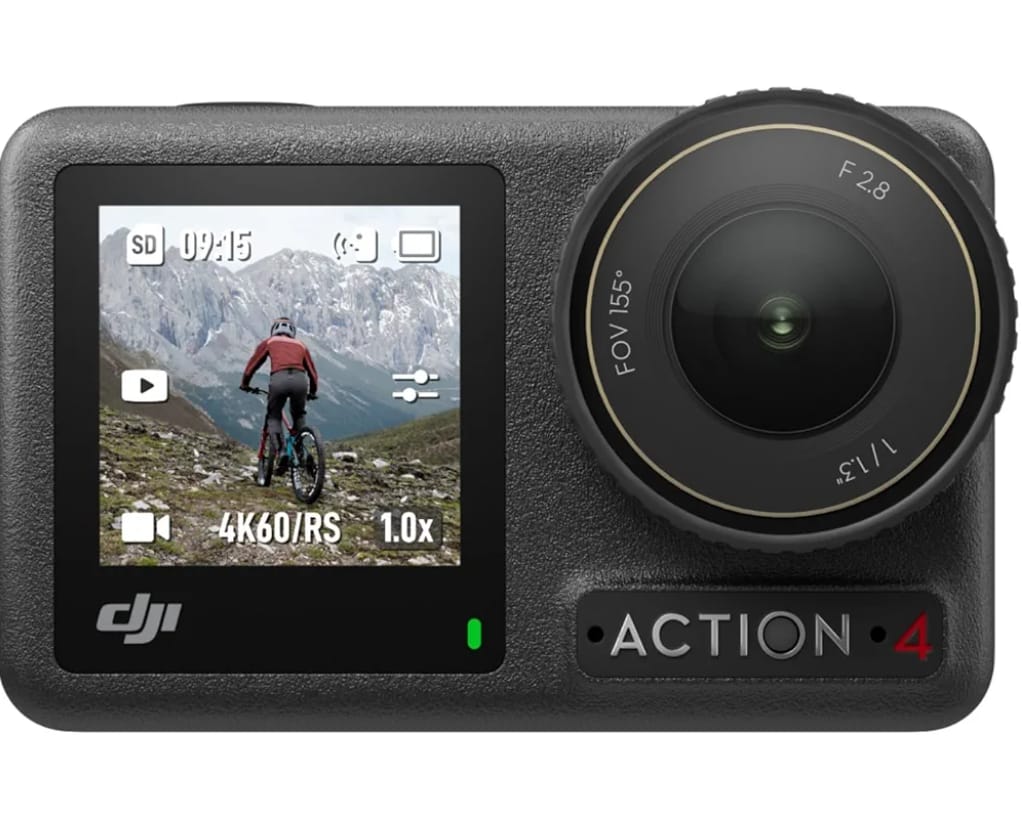 SD 09:15
4K60/RS 1.0x
dji
F 2.8
FOV 155°
1/1.3"
ACTION 4